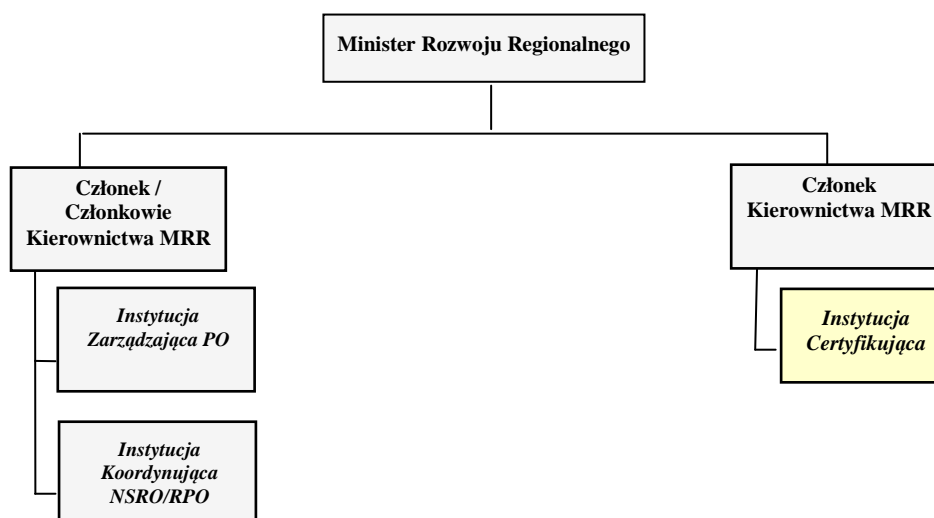 Minister Rozwoju Regionalnego
Członek /
Członkowie
Kierownictwa MRR
Instytucja
Zarządzająca PO
Instytucja
Koordynująca
NSRO/RPO
Członek
Kierownictwa MRR
Instytucja
Certyfikująca